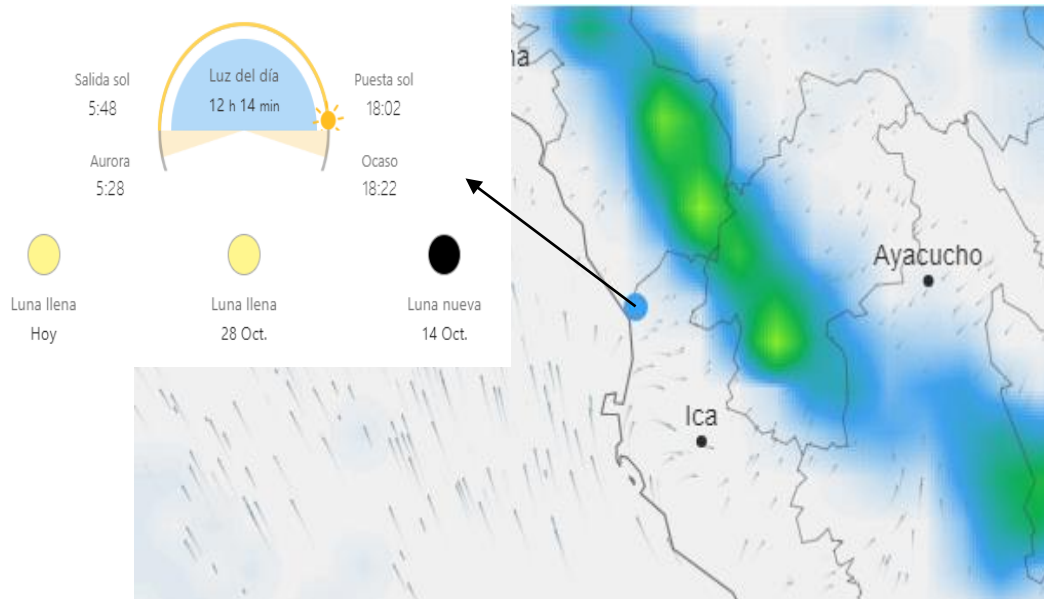 Luz del día
12 h 14 min
Salida sol
5:48
Puesta sol
18:02
Aurora
5:28
Ocaso
18:22
Luna llena
Hoy
Luna llena
28 Oct.
Luna nueva
14 Oct.
na
Ayacucho
Ica